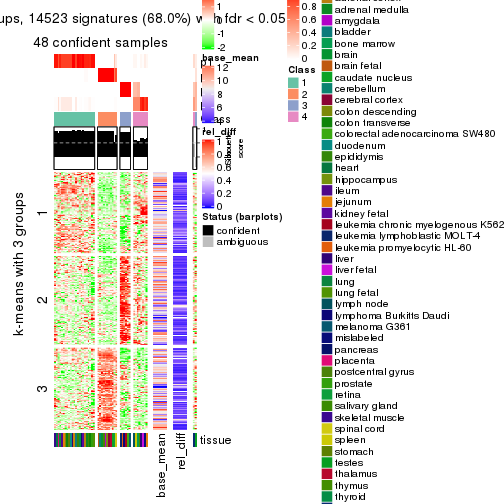 ups, 14523 signatures (68.0%) with fdr < 0.05
48 confident samples
k-means with 3 groups
1
2
3
base_mean
rel_diff
tissue
1
0
-1
-2
base_mean
12
10
8
6
rel_diff
1
0.8
0.6
0.4
0.2
0
Silhouette
score
Status (barplots)
confident
ambiguous
0.8
0.6
0.4
0.2
0
Class
1
2
3
4
adrenal medulla
amygdala
bladder
bone marrow
brain
brain fetal
caudate nucleus
cerebellum
cerebral cortex
colon descending
colon transverse
colorectal adenocarcinoma SW480
duodenum
epididymis
heart
hippocampus
ileum
jejunum
kidney fetal
leukemia chronic myelogenous K562
leukemia lymphoblastic MOLT-4
leukemia promyelocytic HL-60
liver
liver fetal
lung
lung fetal
lymph node
lymphoma Burkitts Daudi
melanoma G361
mislabeled
pancreas
placenta
postcentral gyrus
prostate
retina
salivary gland
skeletal muscle
spinal cord
spleen
stomach
testes
thalamus
thymus
thyroid